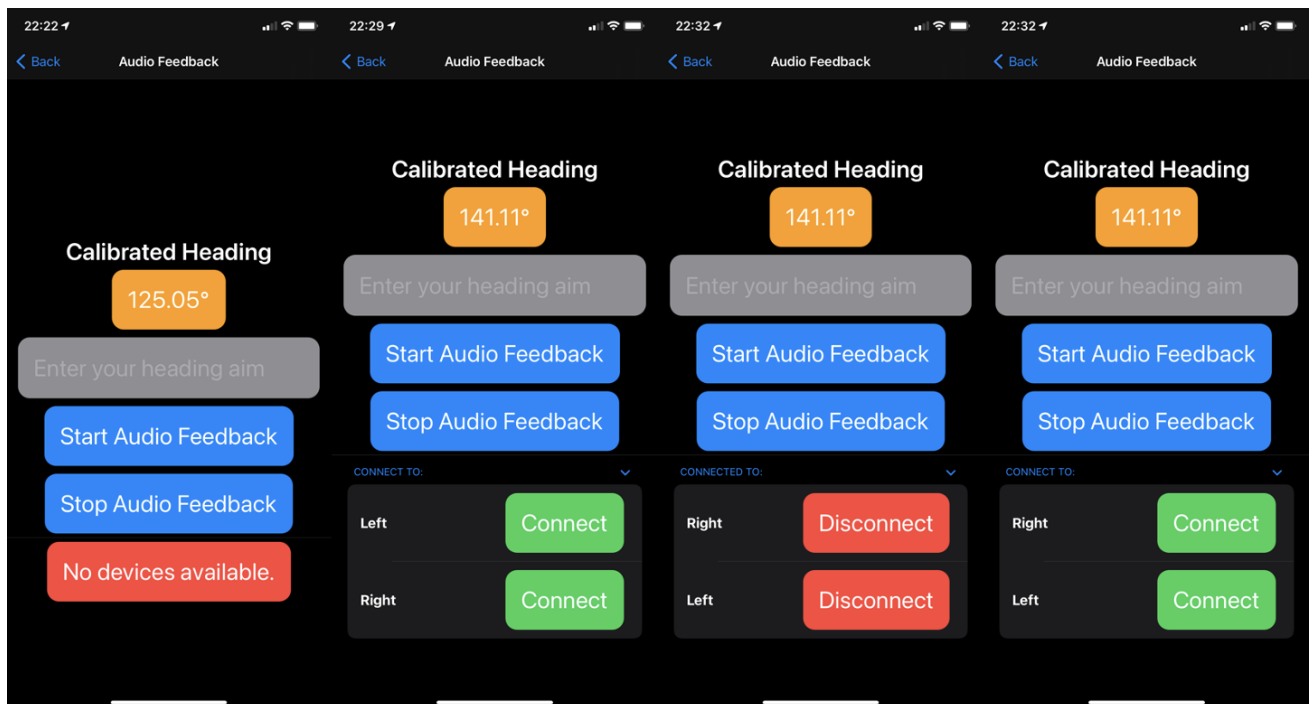 22:22
Back
Audio Feedback
Calibrated Heading
125.05°
Enter your heading aim
Start Audio Feedback
Stop Audio Feedback
No devices available.
22:29
Back
Audio Feedback
Calibrated Heading
141.11°
Enter your heading aim
Start Audio Feedback
Stop Audio Feedback
CONNECT TO:
Left
Connect
Right
Connect
22:32
Back
Audio Feedback
Calibrated Heading
141.11°
Enter your heading aim
Start Audio Feedback
Stop Audio Feedback
CONNECTED TO:
Right
Disconnect
Left
Disconnect
22:32
Back
Audio Feedback
Calibrated Heading
141.11°
Enter your heading aim
Start Audio Feedback
Stop Audio Feedback
CONNECT TO:
Right
Connect
Left
Connect